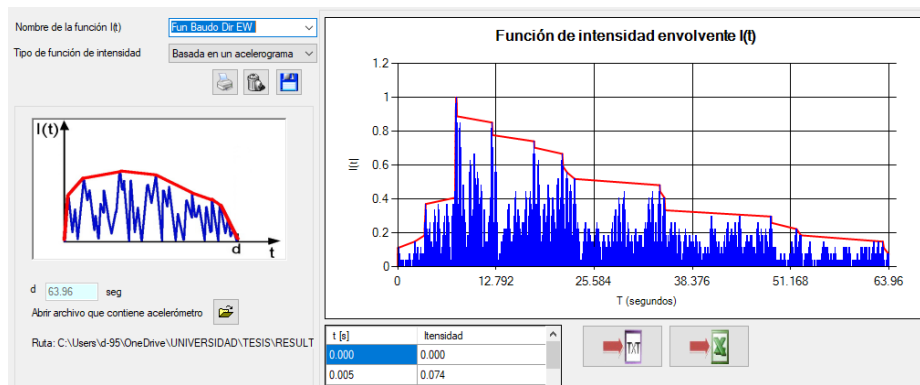 Nombre de la función I(t)
Fun Baudo Dir EW
Tipo de función de intensidad
Basada en un acelerograma
I(t)
d
t
d
63.96
seg
Abrir archivo que contiene acelerómetro
Ruta: C:\Users\d-95\OneDrive\UNIVERSIDAD\TESIS\RESULT
Función de intensidad envolvente I(t)
I(t)
1.2
1
0.8
0.6
0.4
0.2
0
0
12.792
25.584
38.376
51.168
63.96
T (segundos)
t [s]
Itensidad
0.000
0.000
0.005
0.074
TXT
X